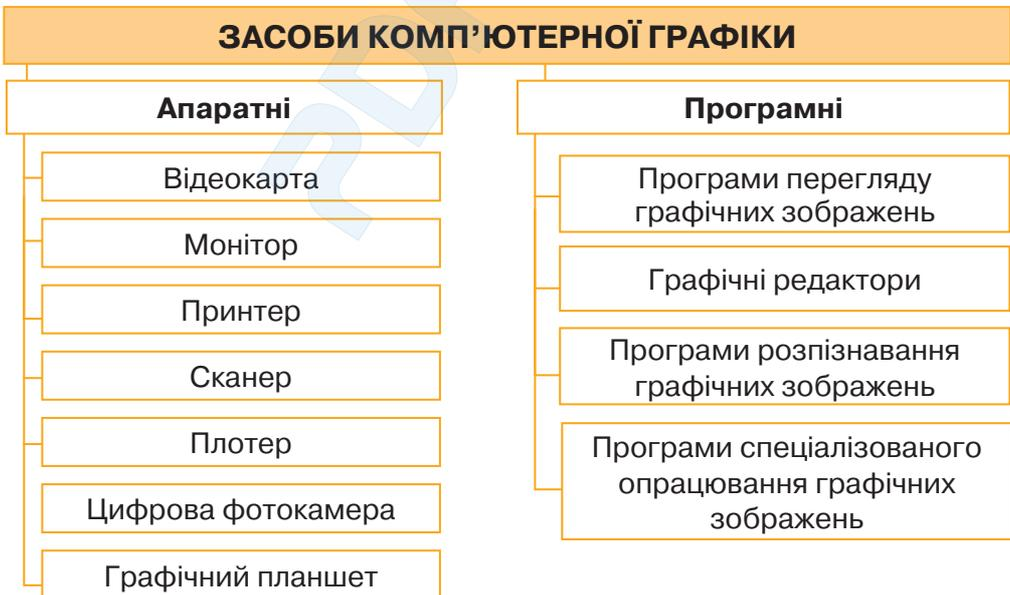 ЗАСОБИ КОМП’ЮТЕРНОЇ ГРАФІКИ
Апаратні
Відеокарта
Монітор
Принтер
Сканер
Плотер
Цифрова фотокамера
Графічний планшет
Програмні
Програми перегляду
графічних зображень
Графічні редактори
Програми розпізнавання
графічних зображень
Програми спеціалізованого
опрацювання графічних
зображень